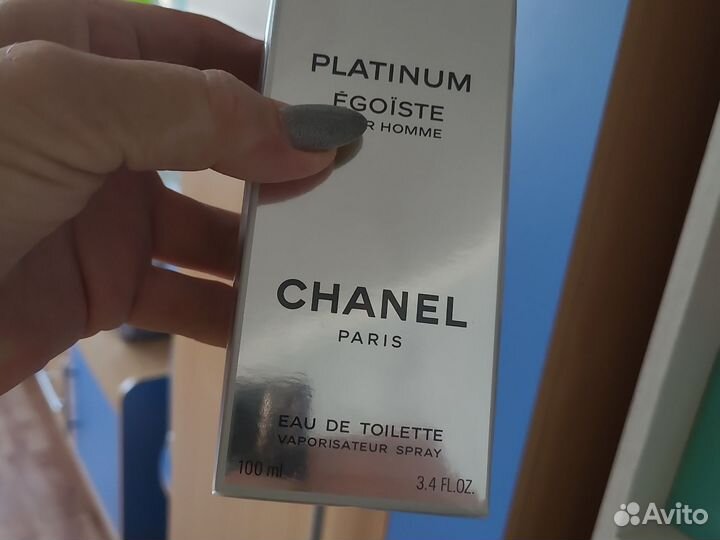 PLATINUM
ÉGOÏSTE
R HOMME
CHANEL
PARIS
EAU DE TOILETTE
VAPORISATEUR SPRAY
100 ml 3.4 FL.OZ.
Avito